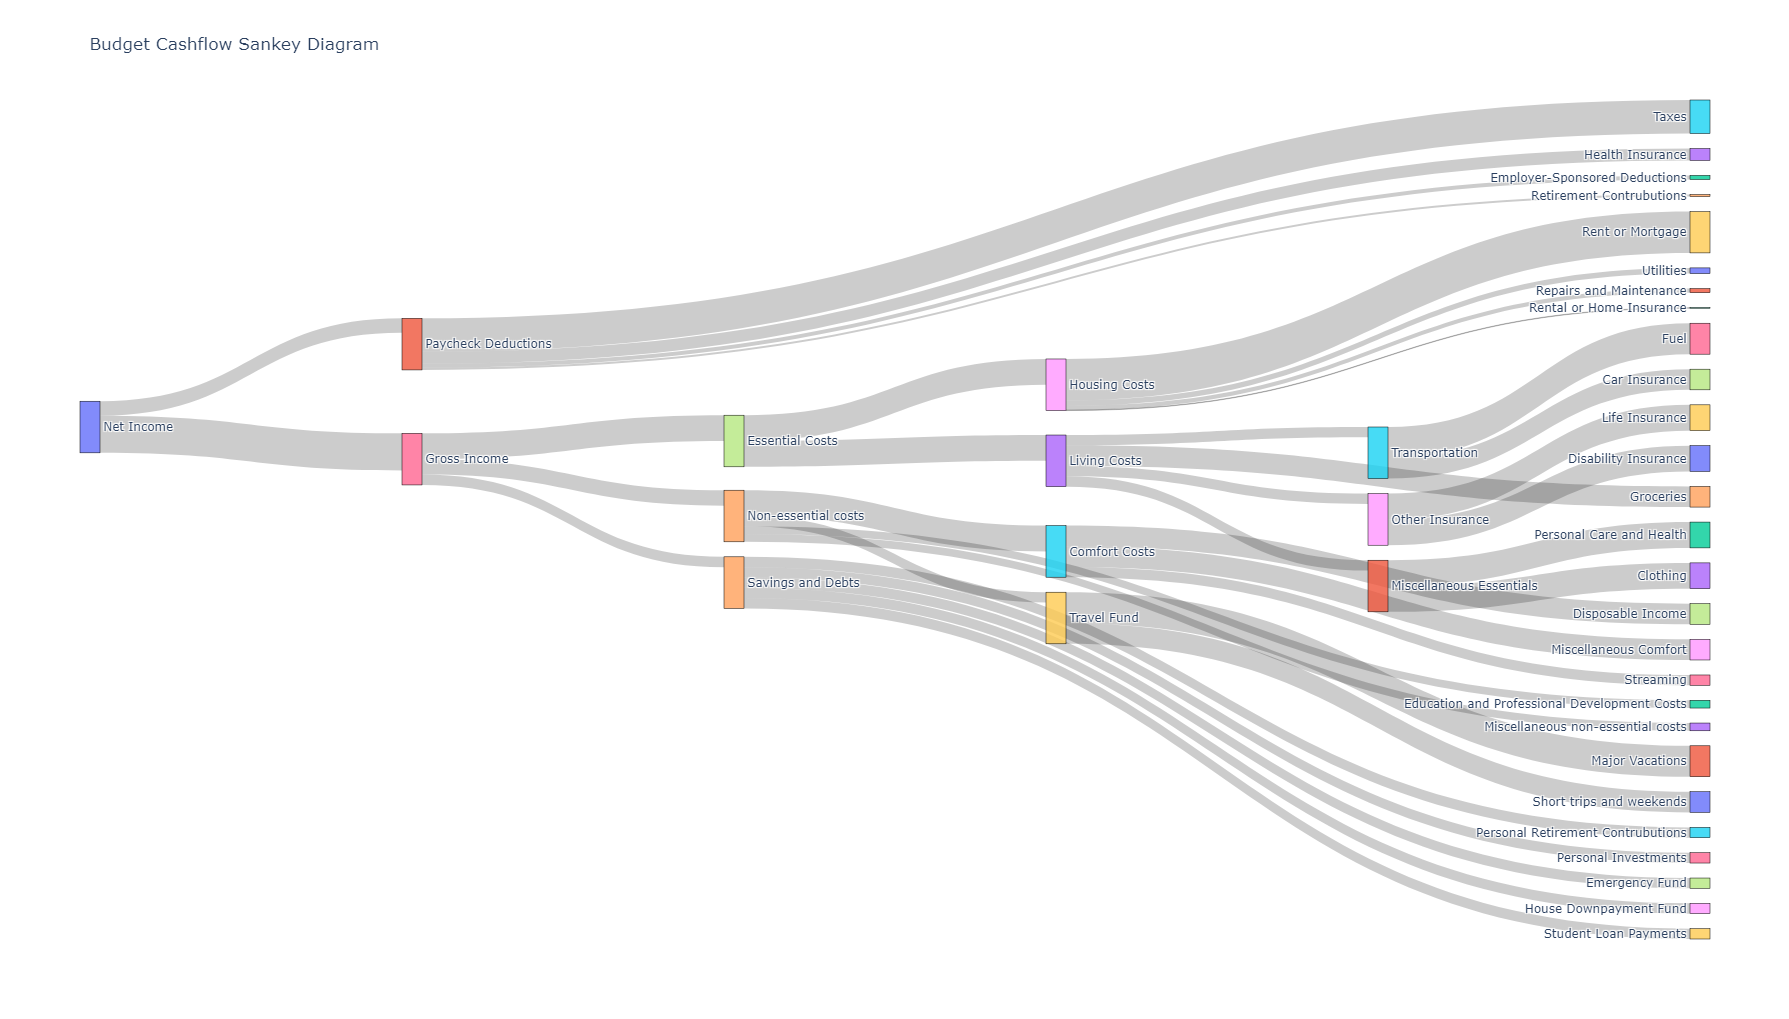 Budget Cashflow Sankey Diagram
Taxes
Health Insurance
Employer-Sponsored Deductions
Retirement Contrubutions
Rent or Mortgage
Utilities
Repairs and Maintenance
Rental or Home Insurance
Fuel
Paycheck Deductions
Car Insurance
Housing Costs
Life Insurance
Net Income
Essential Costs
Transportation
Gross Income
Living Costs
Disability Insurance
Groceries
Non-essential costs
Other Insurance
Personal Care and Health
Comfort Costs
Clothing
Savings and Debts
Miscellaneous Essentials
Disposable Income
Travel Fund
Miscellaneous Comfort
Streaming
Education and Professional Development Costs
Miscellaneous non-essential costs
Major Vacations
Short trips and weekends
Personal Retirement Contrubutions
Personal Investments
Emergency Fund
House Downpayment Fund
Student Loan Payments